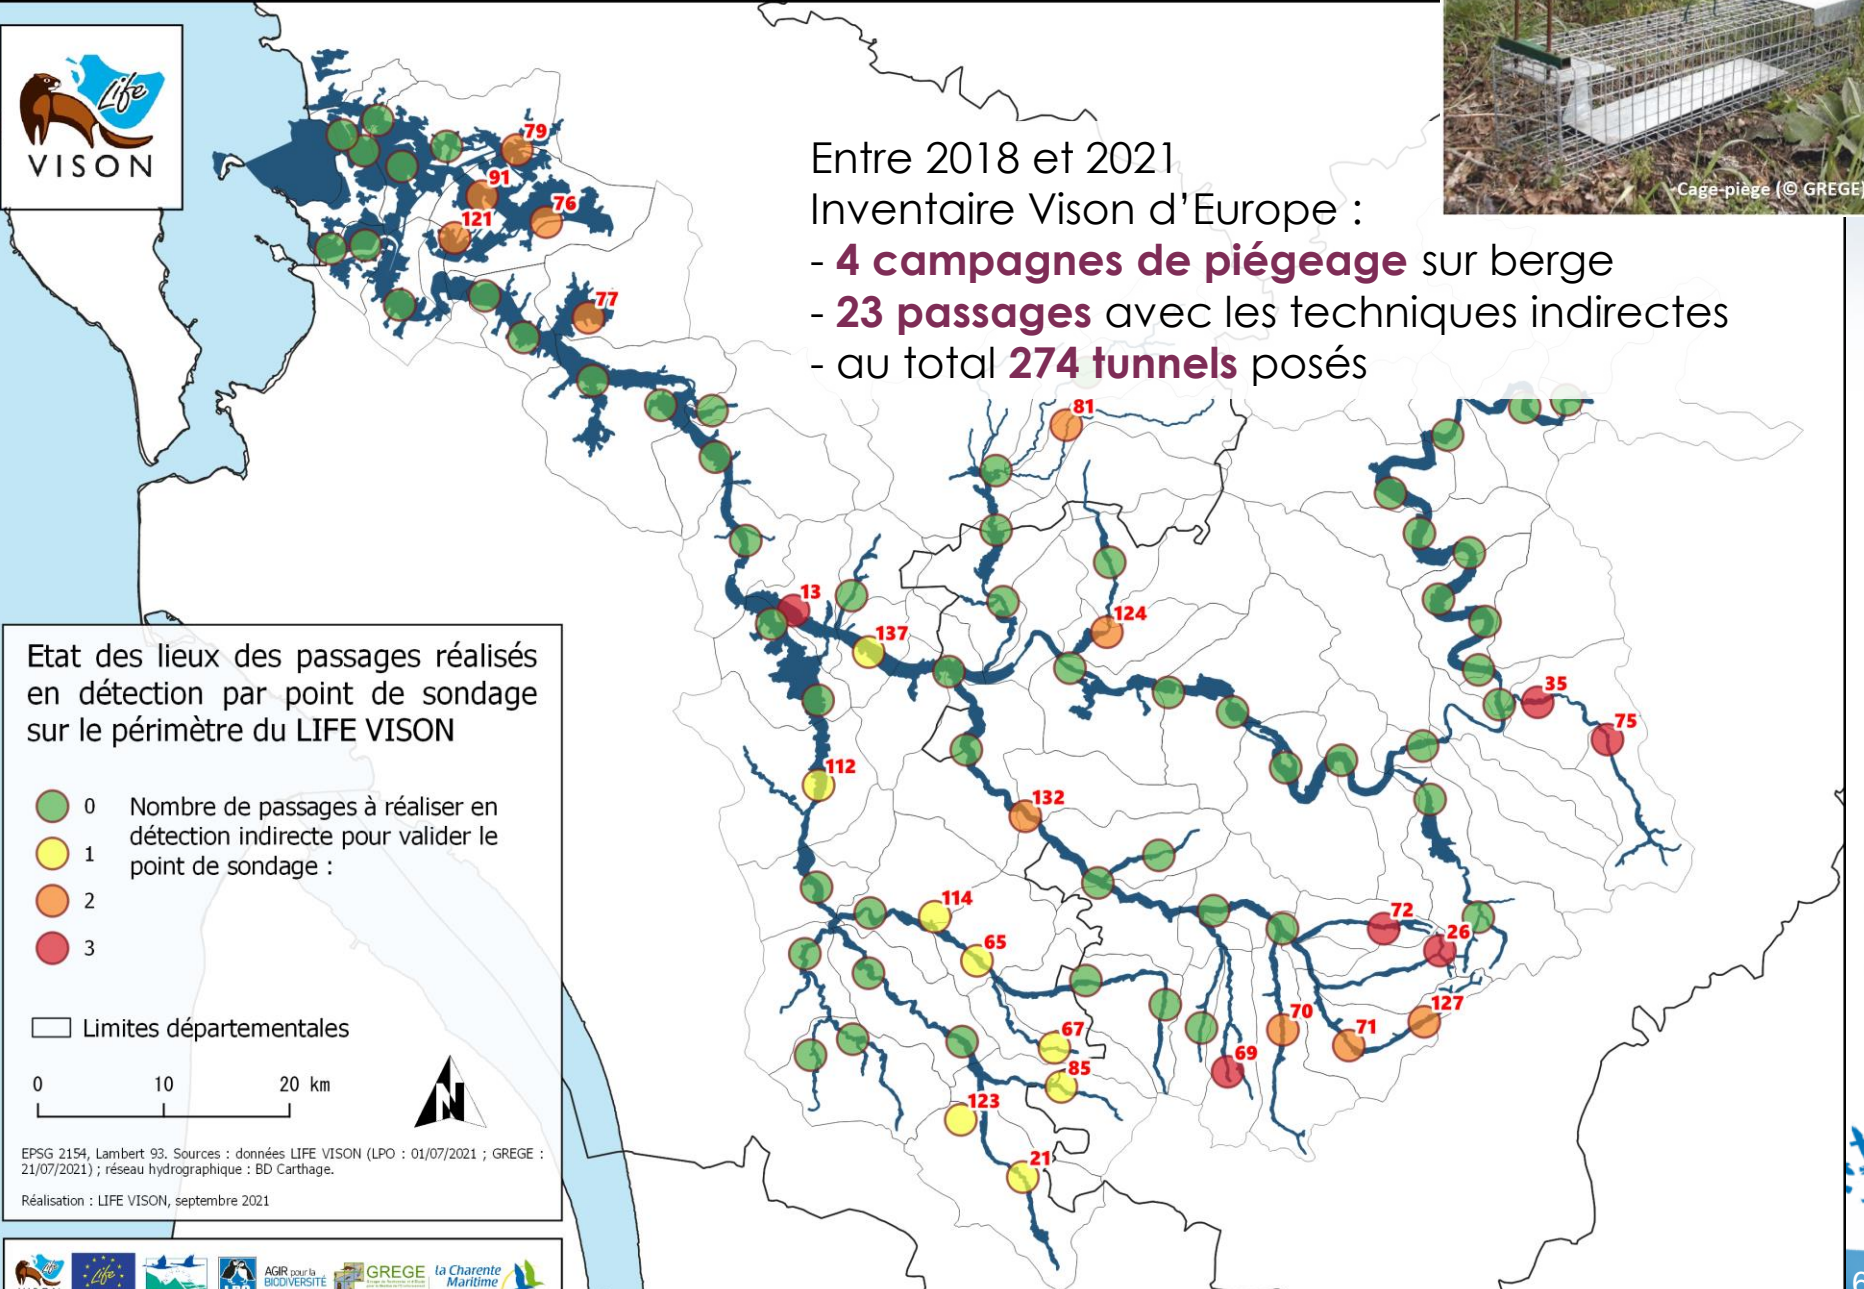 Life
VISON
Cage-piège (© GREGE)
Entre 2018 et 2021
Inventaire Vison d'Europe :
- 4 campagnes de piégeage sur berge
- 23 passages avec les techniques indirectes
- au total 274 tunnels posés
79
91
76
121
77
81
13
137
124
35
75
112
132
114
65
72
26
127
70
71
67
69
85
123
21
Etat des lieux des passages réalisés
en détection par point de sondage
sur le périmètre du LIFE VISON
0
1
2
3
Nombre de passages à réaliser en
détection indirecte pour valider le
point de sondage :
Limites départementales
0 10 20 km
N
EPSG 2154, Lambert 93. Sources : données LIFE VISON (LPO : 01/07/2021 ; GREGE :
21/07/2021) ; réseau hydrographique : BD Carthage.
Réalisation : LIFE VISON, septembre 2021
Life
AGIR pour la
BIODIVERSITÉ
GREGE
la Charente
Maritime
6